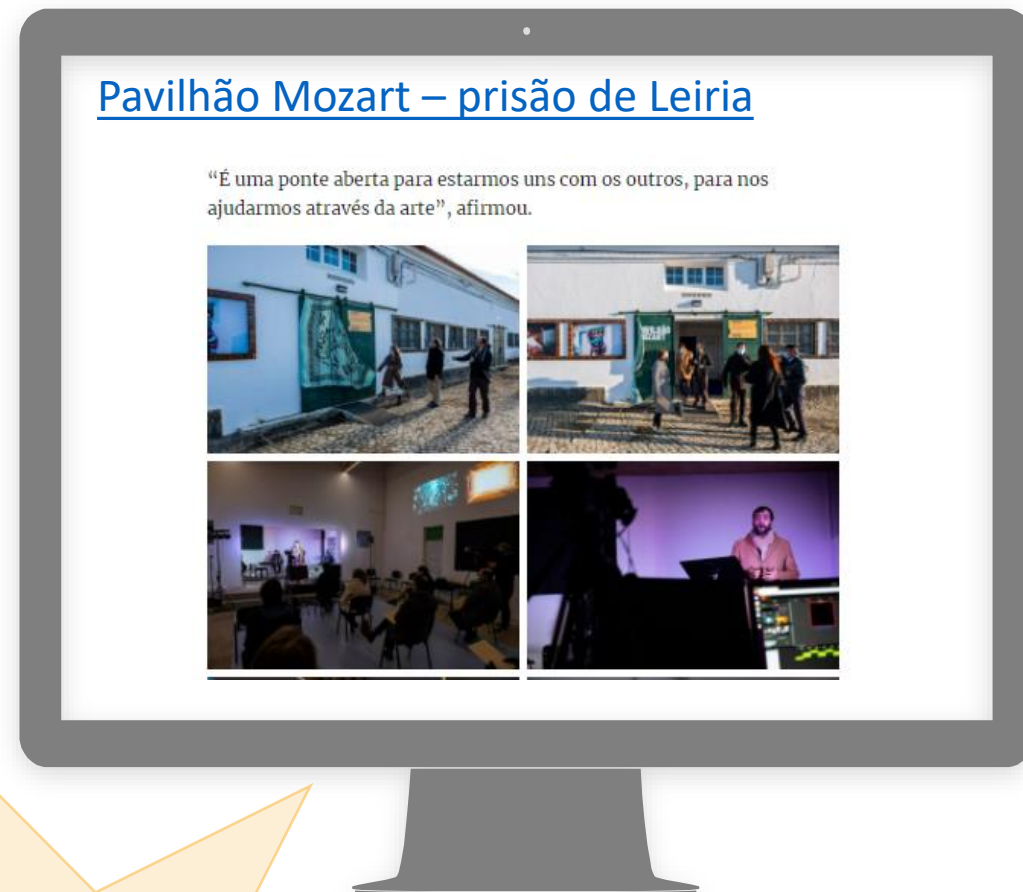 Pavilhão Mozart – prisão de Leiria
“É uma ponte aberta para estarmos uns com os outros, para nos
ajudarmos através da arte”, afirmou.